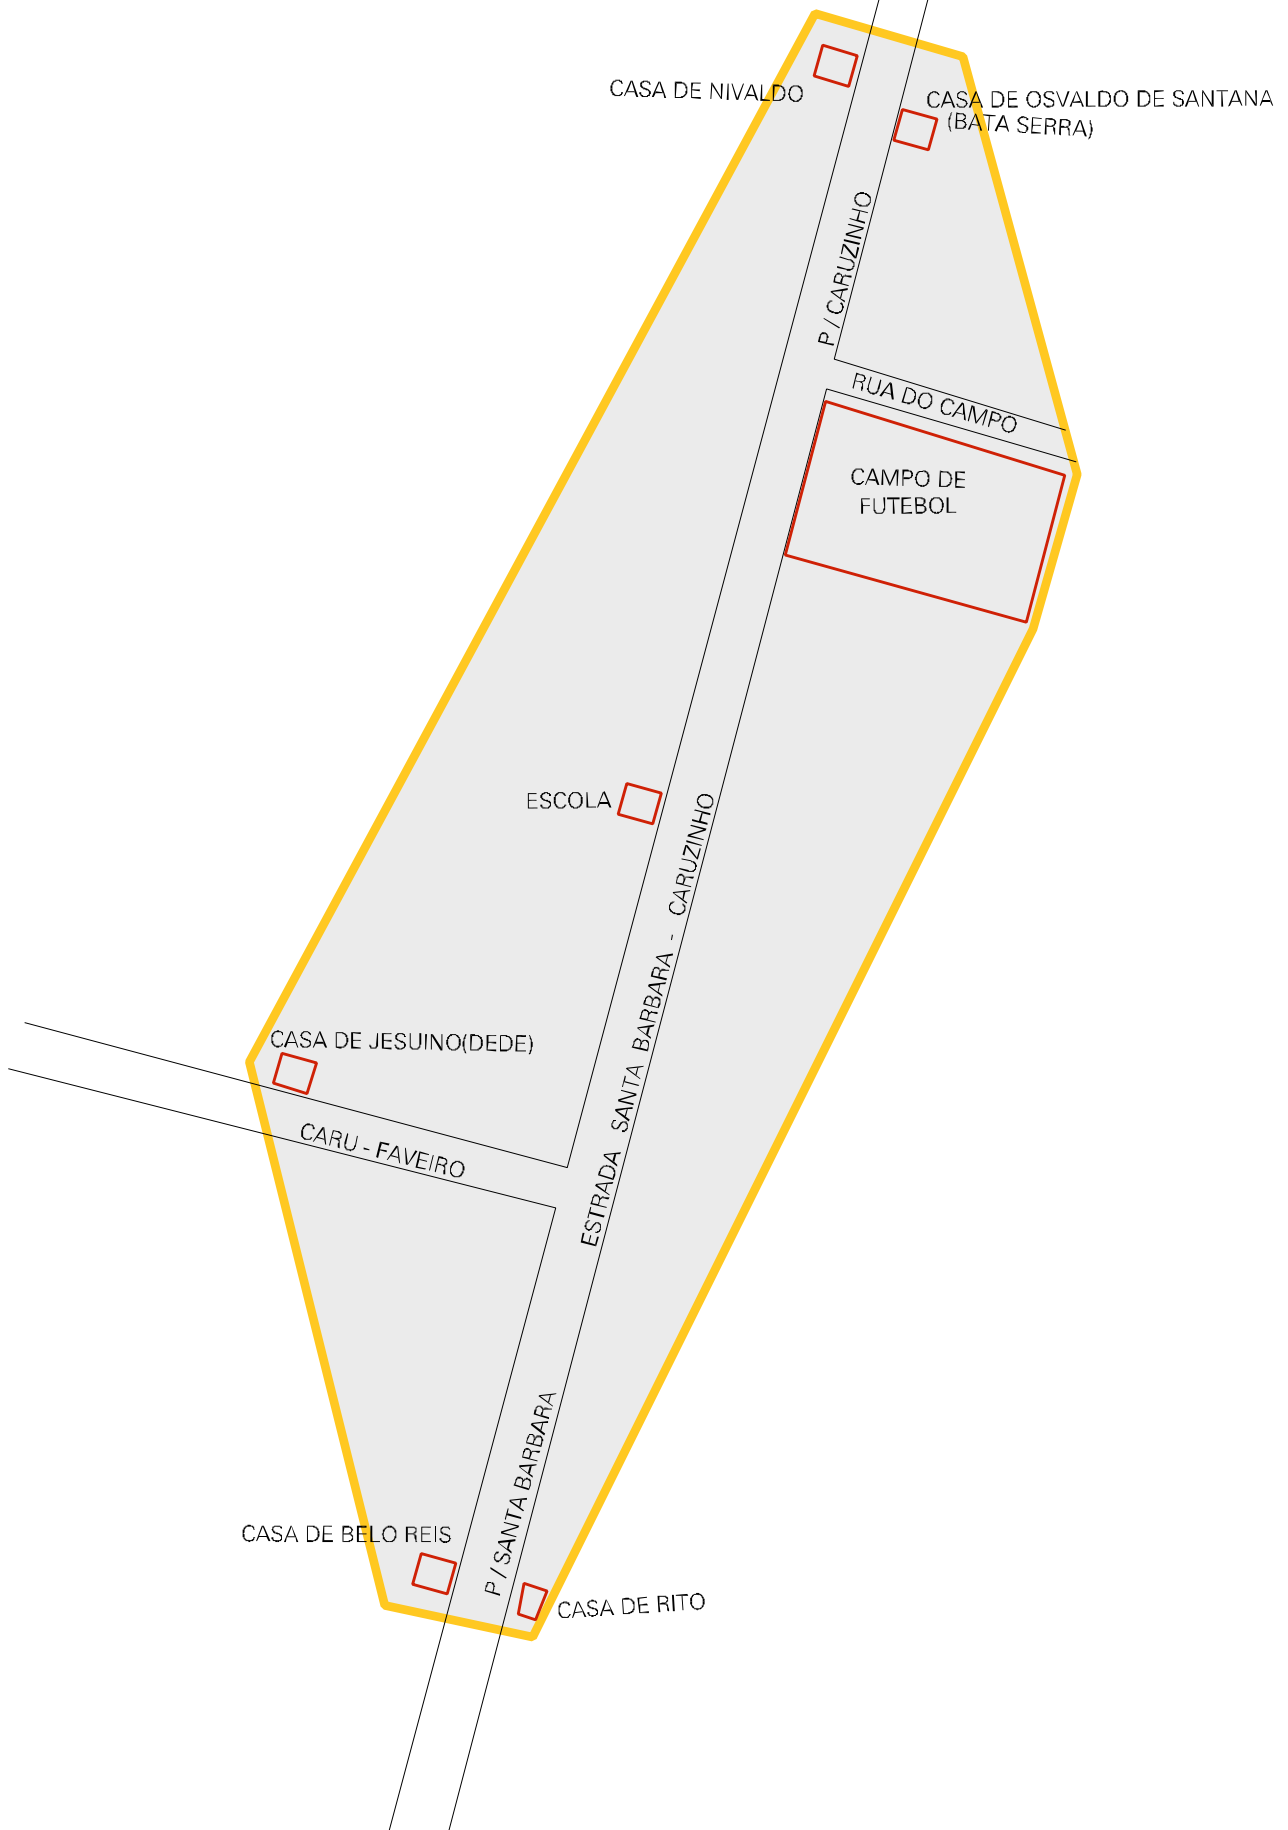 CASA DE NIVALDO
CASA DE OSVALDO DE SANTANA
(BATA SERRA)
P / CARUZINHO
RUA DO CAMPO
CAMPO DE
FUTEBOL
ESCOLA
ESTRADA SANTA BARBARA - CARUZINHO
CASA DE JESUINO(DEDE)
CARU - FAVEIRO
P / SANTA BARBARA
CASA DE BELO REIS
CASA DE RITO